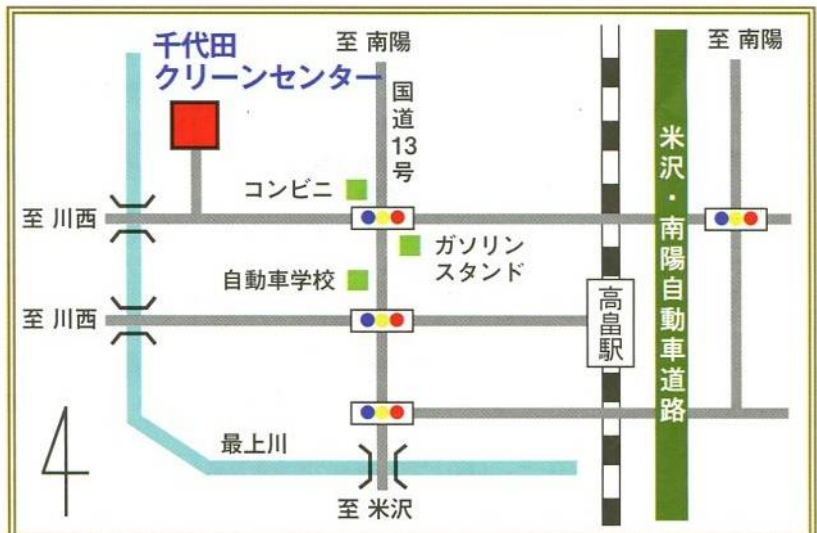 千代田
クリーンセンター
至 南陽
至 南陽
国道13号
コンビニ
至 川西
ガソリン
スタンド
自動車学校
至 川西
高畠駅
米沢・南陽自動車道路
最上川
至 米沢